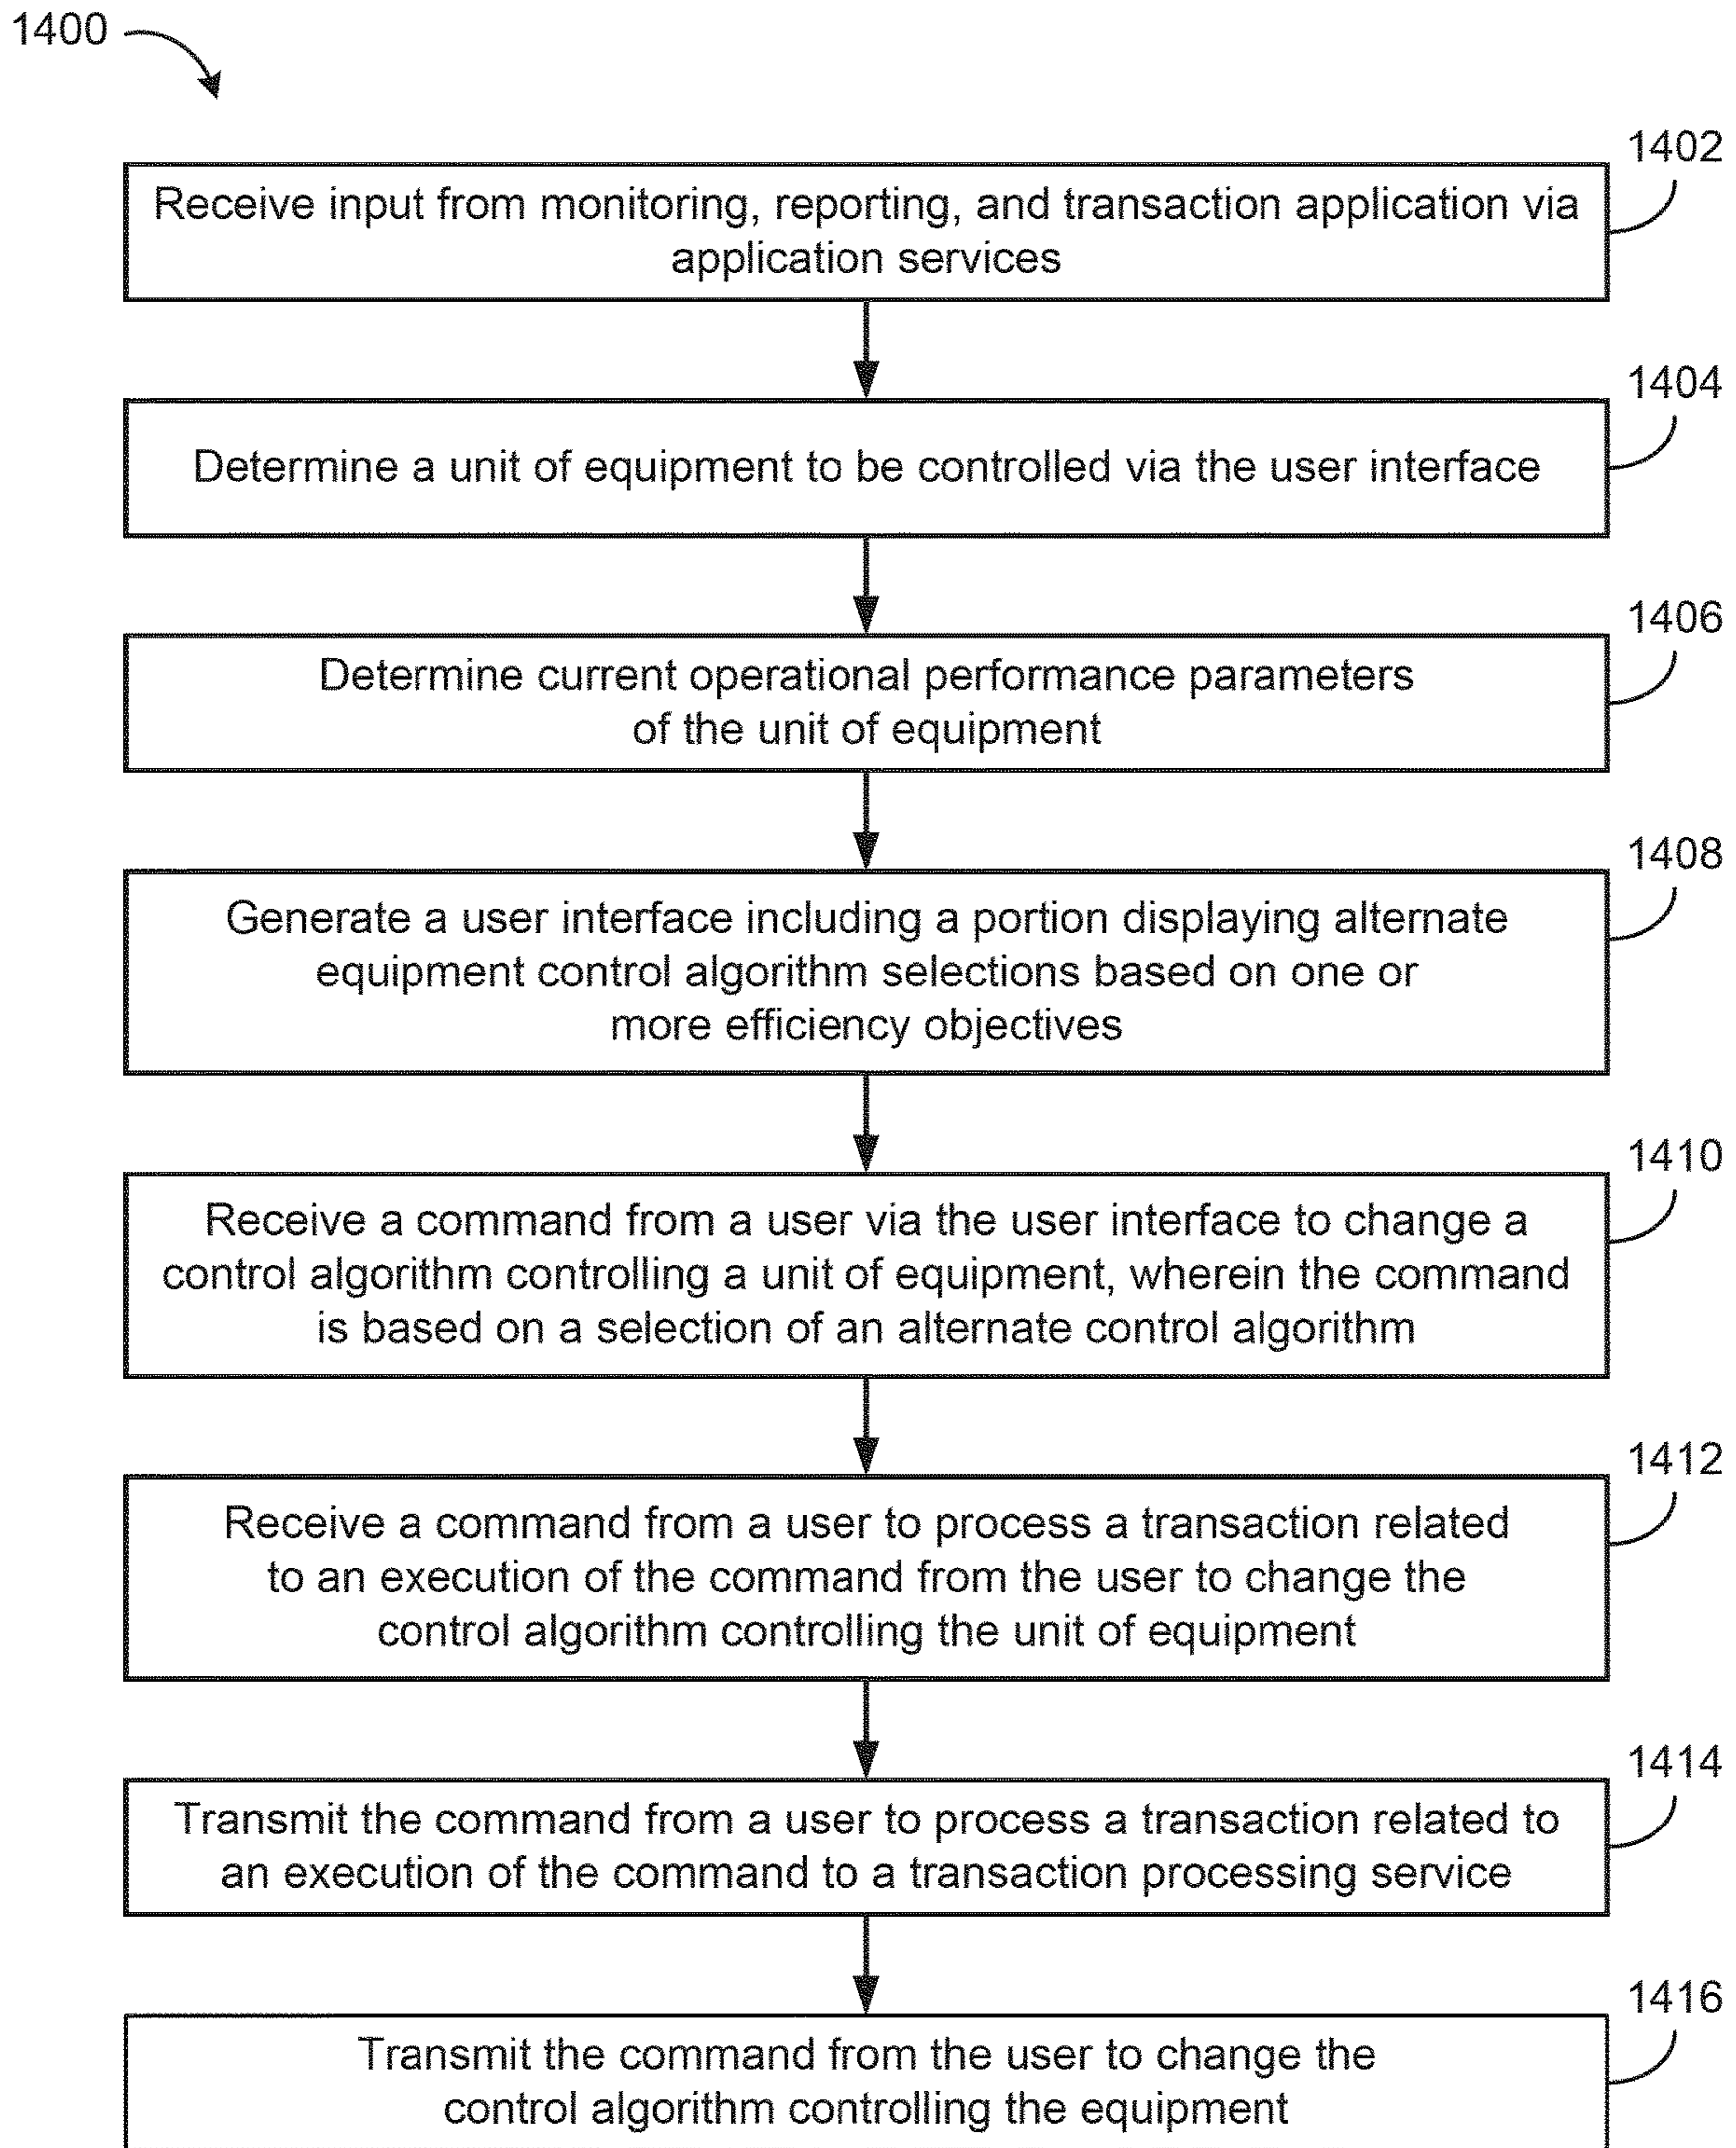 1400
1402
Receive input from monitoring, reporting, and transaction application via
application services
1404
Determine a unit of equipment to be controlled via the user interface
1406
Determine current operational performance parameters
of the unit of equipment
1408
Generate a user interface including a portion displaying alternate
equipment control algorithm selections based on one or
more efficiency objectives
1410
Receive a command from a user via the user interface to change a
control algorithm controlling a unit of equipment, wherein the command
is based on a selection of an alternate control algorithm
1412
Receive a command from a user to process a transaction related
to an execution of the command from the user to change the
control algorithm controlling the unit of equipment
1414
Transmit the command from a user to process a transaction related to
an execution of the command to a transaction processing service
1416
Transmit the command from the user to change the
control algorithm controlling the equipment